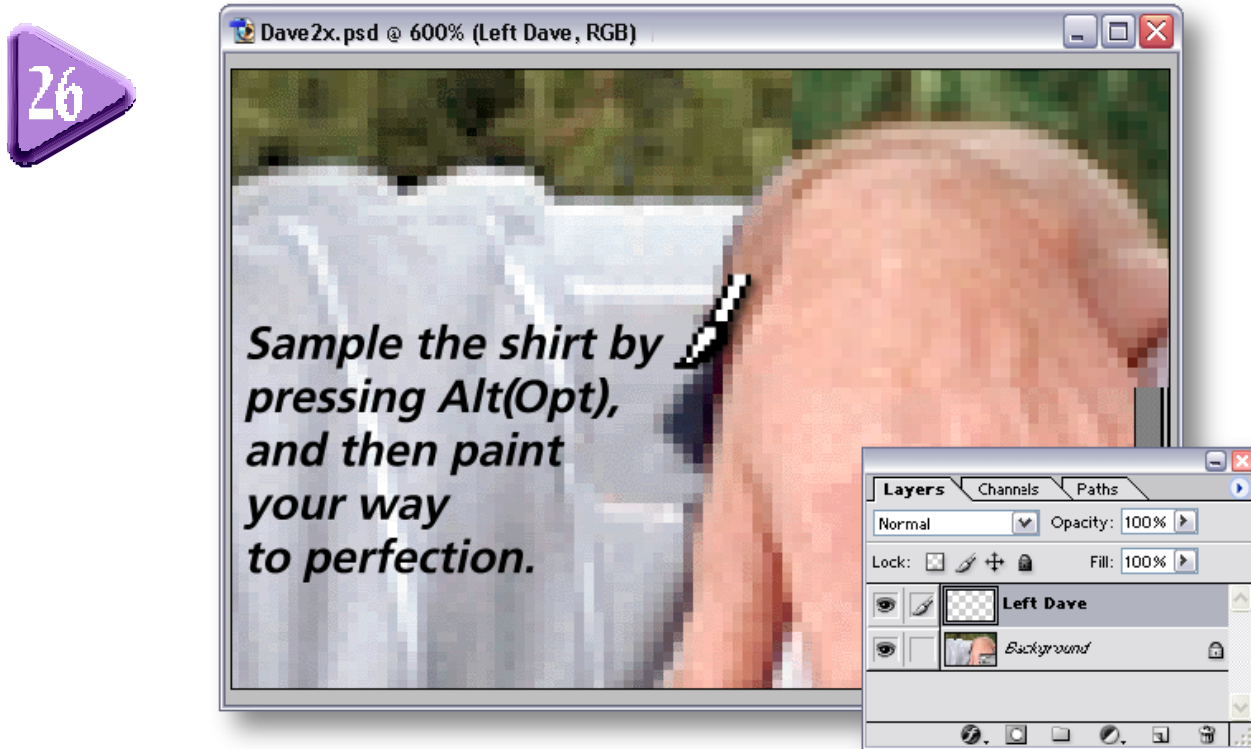 26
Dave2x.psd @ 600% (Left Dave, RGB)
Sample the shirt by
pressing Alt(Opt),
and then paint
your way
to perfection.
Layers Channels Paths
Normal Opacity: 100%
Lock: Fill: 100%
Left Dave
Background